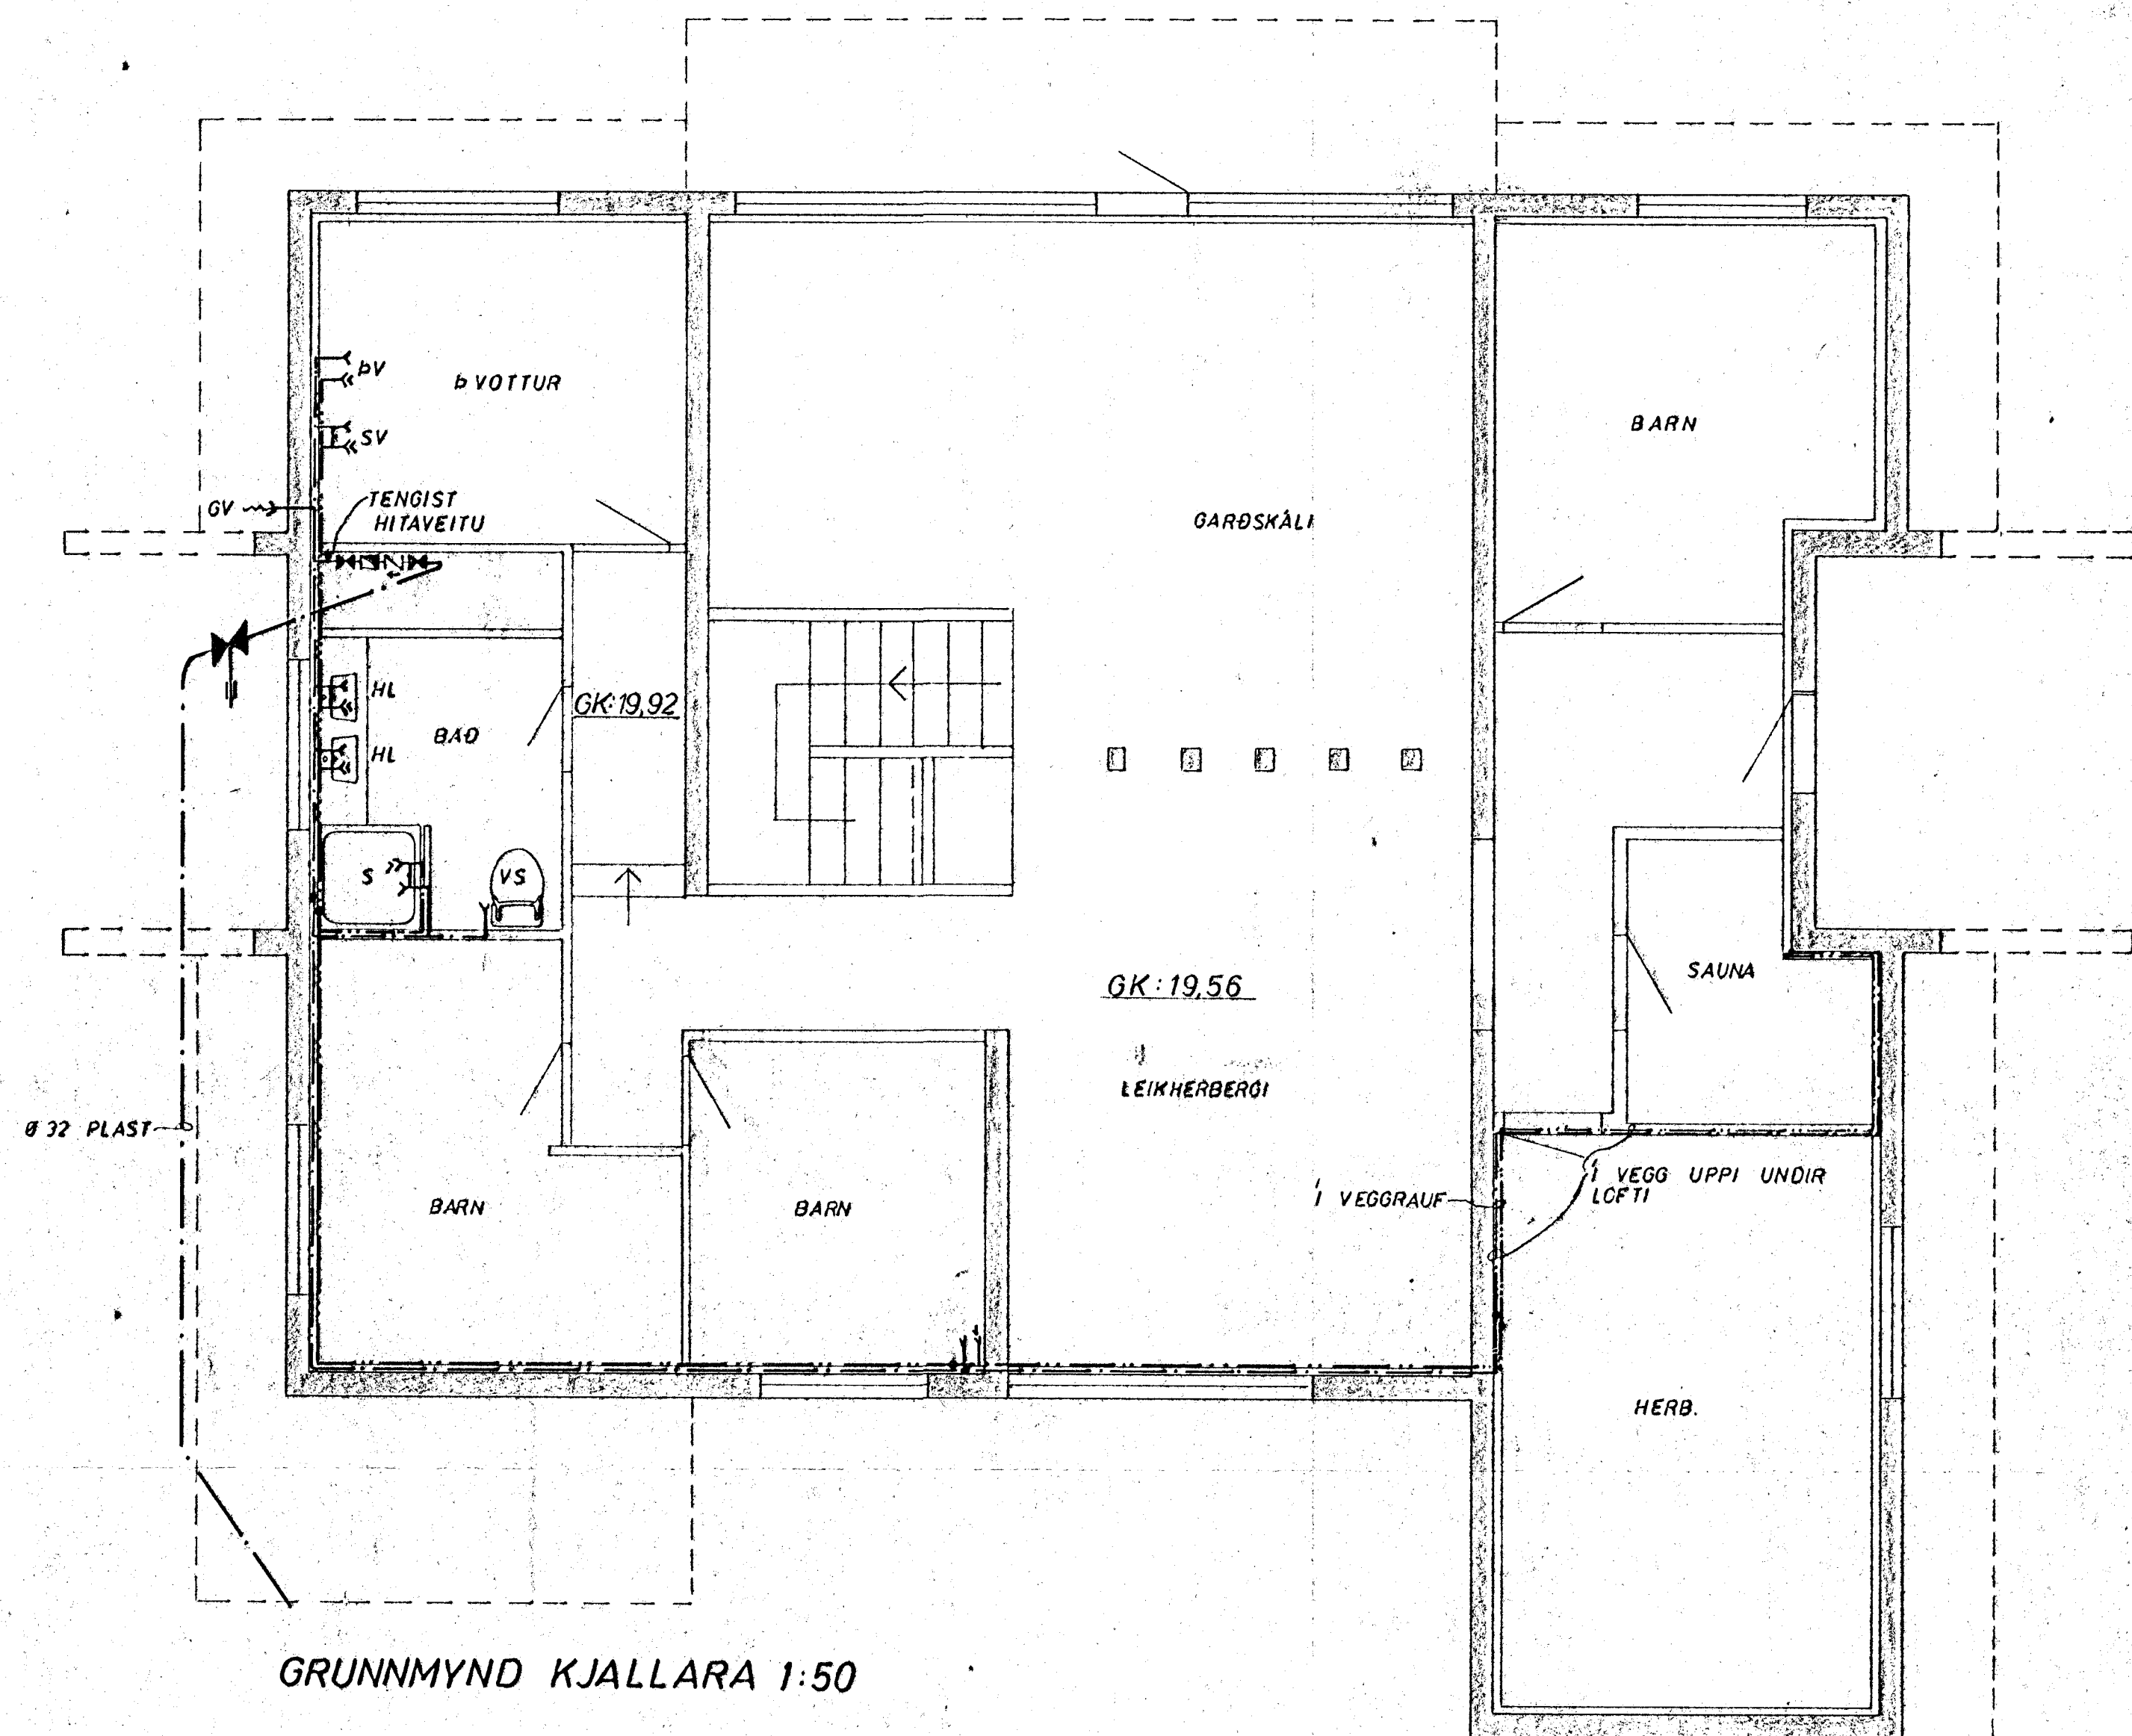 ÞV
ÞVOTTUR
SV
BARN
GV
TENGIST
HITAVEITU
GARÐSKÁLI
HL
GK: 19,92
BAÐ
HL
S
VS
SAUNA
GK: 19,56
LEIKHERBERGI
Ø 32 PLAST
Í VEGG UPPI UNDIR
LOFTI
Í VEGGRAUF
BARN
BARN
HERB.
GRUNNMYND KJALLARA 1:50